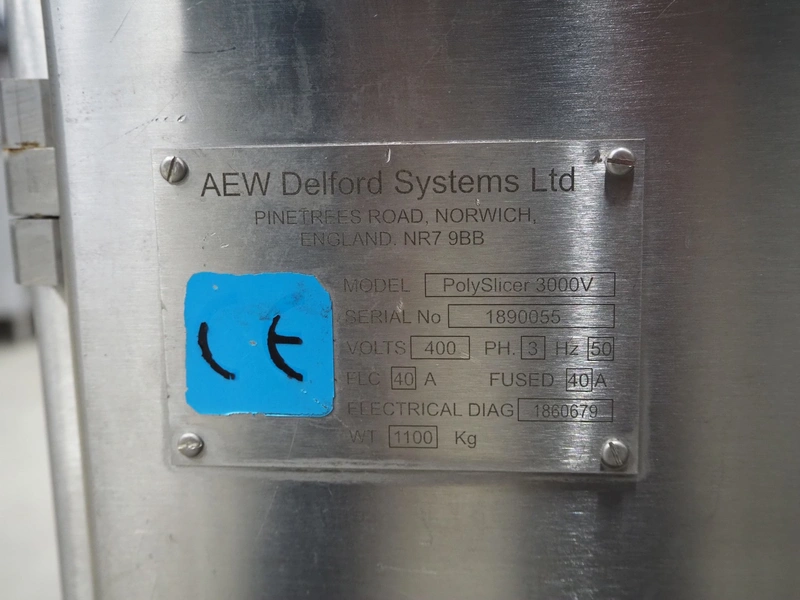 AEW Delford Systems Ltd
PINETREES ROAD, NORWICH,
ENGLAND. NR7 9BB
MODEL PolySlicer 3000V
SERIAL No 1890055
VOLTS 400 PH. 3 Hz 50
FLC 40 A FUSED 40 A
ELECTRICAL DIAG 1860679
WT 1100 Kg
CE